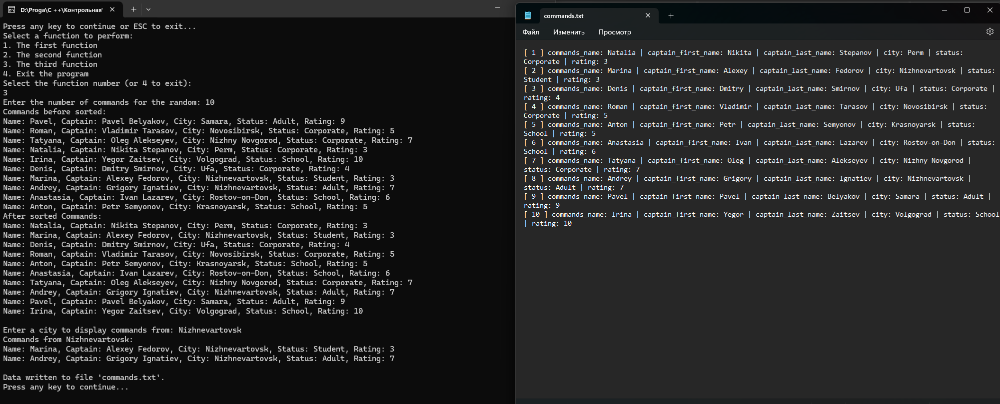 D:\Proga\C ++\Контрольная
Press any key to continue or ESC to exit...
Select a function to perform:
1. The first function
2. The second function
3. The third function
4. Exit the program
Select the function number (or 4 to exit):
3
Enter the number of commands for the random: 10
Commands before sorted:
Name: Pavel, Captain: Pavel Belyakov, City: Samara, Status: Adult, Rating: 9
Name: Roman, Captain: Vladimir Tarasov, City: Novosibirsk, Status: Corporate, Rating: 5
Name: Tatyana, Captain: Oleg Alekseyev, City: Nizhny Novgorod, Status: Corporate, Rating: 7
Name: Natalia, Captain: Nikita Stepanov, City: Perm, Status: Corporate, Rating: 3
Name: Irina, Captain: Yegor Zaitsev, City: Volgograd, Status: School, Rating: 10
Name: Denis, Captain: Dmitry Smirnov, City: Ufa, Status: Corporate, Rating: 4
Name: Marina, Captain: Alexey Fedorov, City: Nizhnevartovsk, Status: Student, Rating: 3
Name: Andrey, Captain: Grigory Ignatiev, City: Nizhnevartovsk, Status: Adult, Rating: 7
Name: Anastasia, Captain: Ivan Lazarev, City: Rostov-on-Don, Status: School, Rating: 6
Name: Anton, Captain: Petr Semyonov, City: Krasnoyarsk, Status: School, Rating: 5
After sorted Commands:
Name: Natalia, Captain: Nikita Stepanov, City: Perm, Status: Corporate, Rating: 3
Name: Marina, Captain: Alexey Fedorov, City: Nizhnevartovsk, Status: Student, Rating: 3
Name: Denis, Captain: Dmitry Smirnov, City: Ufa, Status: Corporate, Rating: 4
Name: Roman, Captain: Vladimir Tarasov, City: Novosibirsk, Status: Corporate, Rating: 5
Name: Anton, Captain: Petr Semyonov, City: Krasnoyarsk, Status: School, Rating: 5
Name: Anastasia, Captain: Ivan Lazarev, City: Rostov-on-Don, Status: School, Rating: 6
Name: Tatyana, Captain: Oleg Alekseyev, City: Nizhny Novgorod, Status: Corporate, Rating: 7
Name: Andrey, Captain: Grigory Ignatiev, City: Nizhnevartovsk, Status: Adult, Rating: 7
Name: Pavel, Captain: Pavel Belyakov, City: Samara, Status: Adult, Rating: 9
Name: Irina, Captain: Yegor Zaitsev, City: Volgograd, Status: School, Rating: 10
Enter a city to display commands from: Nizhnevartovsk
Commands from Nizhnevartovsk:
Name: Marina, Captain: Alexey Fedorov, City: Nizhnevartovsk, Status: Student, Rating: 3
Name: Andrey, Captain: Grigory Ignatiev, City: Nizhnevartovsk, Status: Adult, Rating: 7
Data written to file 'commands.txt'.
Press any key to continue...
commands.txt
Файл Изменить Просмотр
[ 1 ] commands_name: Natalia | captain_first_name: Nikita | captain_last_name: Stepanov | city: Perm | status:
Corporate | rating: 3
[ 2 ] commands_name: Marina | captain_first_name: Alexey | captain_last_name: Fedorov | city: Nizhnevartovsk | status:
Student | rating: 3
[ 3 ] commands_name: Denis | captain_first_name: Dmitry | captain_last_name: Smirnov | city: Ufa | status: Corporate |
rating: 4
[ 4 ] commands_name: Roman | captain_first_name: Vladimir | captain_last_name: Tarasov | city: Novosibirsk | status:
Corporate | rating: 5
[ 5 ] commands_name: Anton | captain_first_name: Petr | captain_last_name: Semyonov | city: Krasnoyarsk | status:
School | rating: 5
[ 6 ] commands_name: Anastasia | captain_first_name: Ivan | captain_last_name: Lazarev | city: Rostov-on-Don | status:
School | rating: 6
[ 7 ] commands_name: Tatyana | captain_first_name: Oleg | captain_last_name: Alekseyev | city: Nizhny Novgorod |
status: Corporate | rating: 7
[ 8 ] commands_name: Andrey | captain_first_name: Grigory | captain_last_name: Ignatiev | city: Nizhnevartovsk |
status: Adult | rating: 7
[ 9 ] commands_name: Pavel | captain_first_name: Pavel | captain_last_name: Belyakov | city: Samara | status: Adult |
rating: 9
[ 10 ] commands_name: Irina | captain_first_name: Yegor | captain_last_name: Zaitsev | city: Volgograd | status: School
| rating: 10